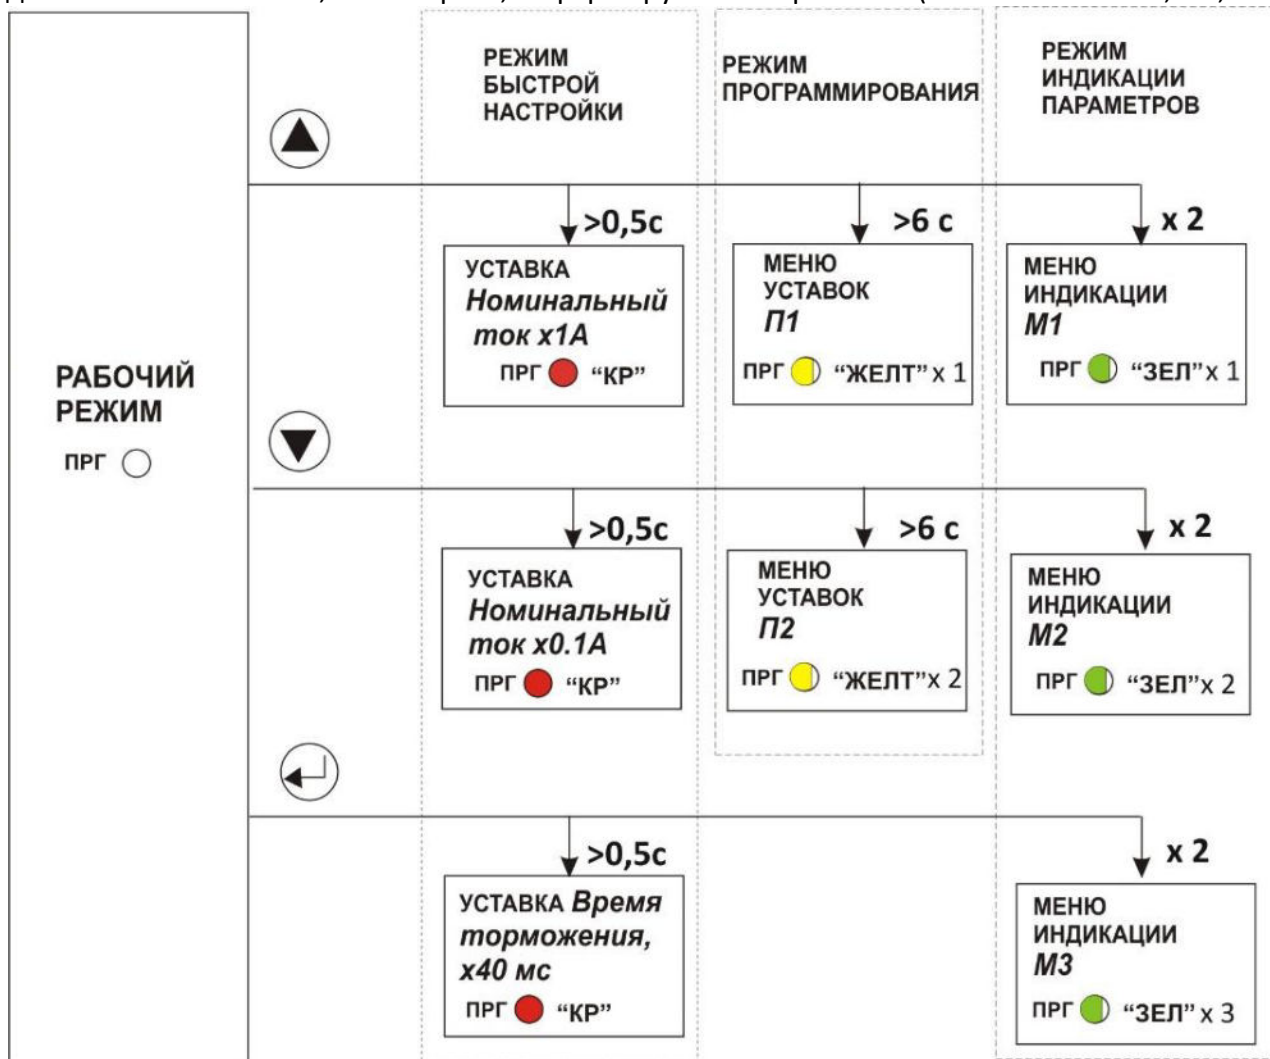 РЕЖИМ
БЫСТРОЙ
НАСТРОЙКИ
РЕЖИМ
ПРОГРАММИРОВАНИЯ
РЕЖИМ
ИНДИКАЦИИ
ПАРАМЕТРОВ
>0,5с
>6 с
х 2
УСТАВКА
Номинальный
ток х1А
ПРГ "КР"
МЕНЮ
УСТАВОК
П1
ПРГ "ЖЕЛТ" х 1
МЕНЮ
ИНДИКАЦИИ
М1
ПРГ "ЗЕЛ" х 1
РАБОЧИЙ
РЕЖИМ
ПРГ
>0,5с
>6 с
х 2
УСТАВКА
Номинальный
ток х0.1А
ПРГ "КР"
МЕНЮ
УСТАВОК
П2
ПРГ "ЖЕЛТ" х 2
МЕНЮ
ИНДИКАЦИИ
М2
ПРГ "ЗЕЛ" х 2
>0,5с
х 2
УСТАВКА Время
торможения,
х40 мс
ПРГ "КР"
МЕНЮ
ИНДИКАЦИИ
М3
ПРГ "ЗЕЛ" х 3